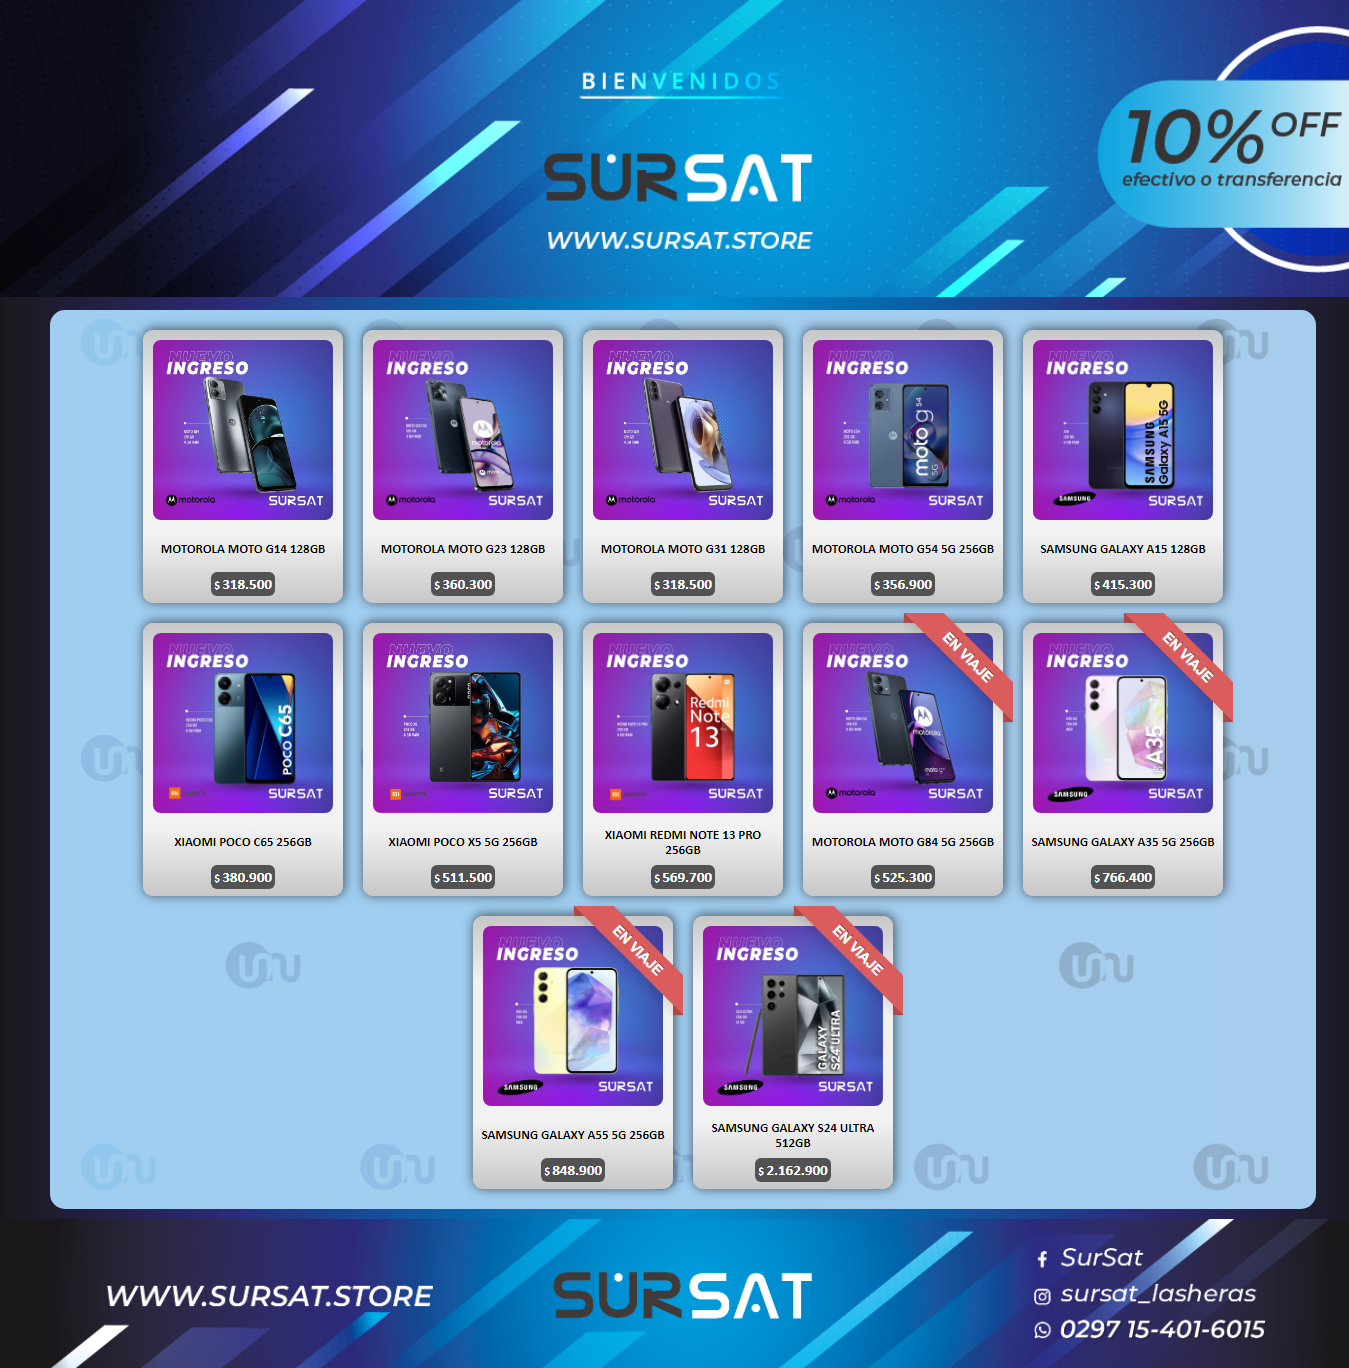 BIENVENIDOS
SURSAT
WWW.SURSAT.STORE
10% OFF
efectivo o transferencia
NUEVO
INGRESO
motorola
SURSAT
MOTOROLA MOTO G14 128GB
$ 318.500
NUEVO
INGRESO
motorola
motorola
SURSAT
MOTOROLA MOTO G23 128GB
$ 360.300
NUEVO
INGRESO
motorola
SURSAT
MOTOROLA MOTO G31 128GB
$ 318.500
NUEVO
INGRESO
moto g54
5G
motorola
SURSAT
MOTOROLA MOTO G54 5G 256GB
$ 356.900
NUEVO
INGRESO
SAMSUNG
Galaxy A15 5G
SAMSUNG
SURSAT
SAMSUNG GALAXY A15 128GB
$ 415.300
NUEVO
INGRESO
POCO C65
SURSAT
XIAOMI POCO C65 256GB
$ 380.900
NUEVO
INGRESO
SURSAT
XIAOMI POCO X5 5G 256GB
$ 511.500
NUEVO
INGRESO
Redmi
Note
13
SURSAT
XIAOMI REDMI NOTE 13 PRO
256GB
$ 569.700
EN VIAJE
NUEVO
INGRESO
motorola
motorola
SURSAT
MOTOROLA MOTO G84 5G 256GB
$ 525.300
EN VIAJE
NUEVO
INGRESO
A35
5G
SAMSUNG
SURSAT
SAMSUNG GALAXY A35 5G 256GB
$ 766.400
EN VIAJE
NUEVO
INGRESO
SAMSUNG
SURSAT
SAMSUNG GALAXY A55 5G 256GB
$ 848.900
EN VIAJE
NUEVO
INGRESO
GALAXY
S24 ULTRA
SAMSUNG
SURSAT
SAMSUNG GALAXY S24 ULTRA
512GB
$ 2.162.900
WWW.SURSAT.STORE
SURSAT
SurSat
sursat_lasheras
0297 15-401-6015